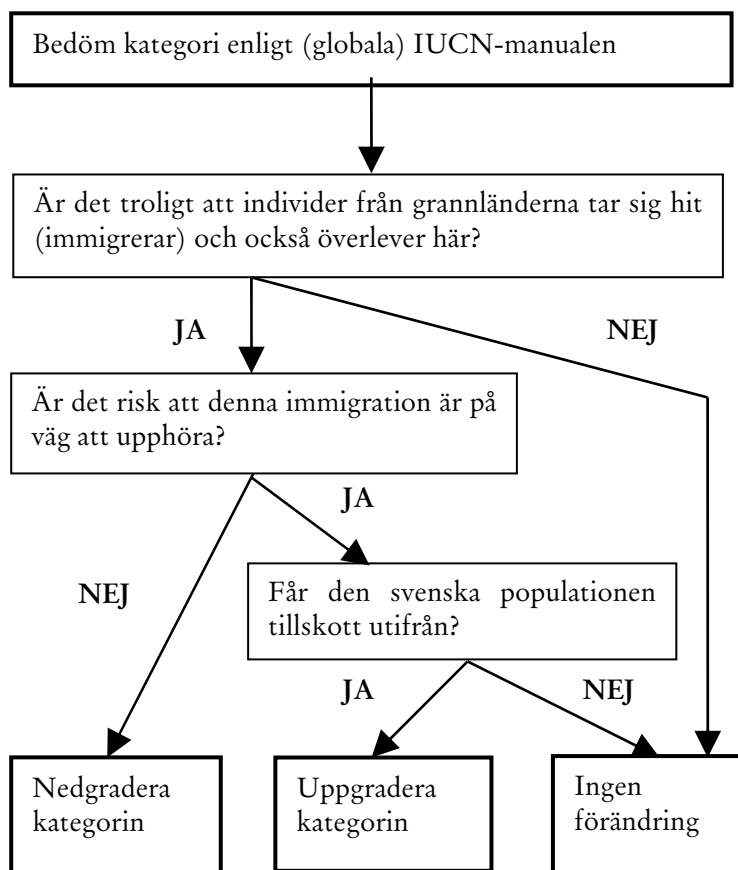 Bedöm kategori enligt (globala) IUCN-manualen
Är det troligt att individer från grannländerna tar sig hit
(immigrerar) och också överlever här?
JA
NEJ
Är det risk att denna immigration är på
väg att upphöra?
JA
NEJ
Får den svenska populationen
tillskott utifrån?
JA
NEJ
Nedgradera
kategorin
Uppgradera
kategorin
Ingen
förändring